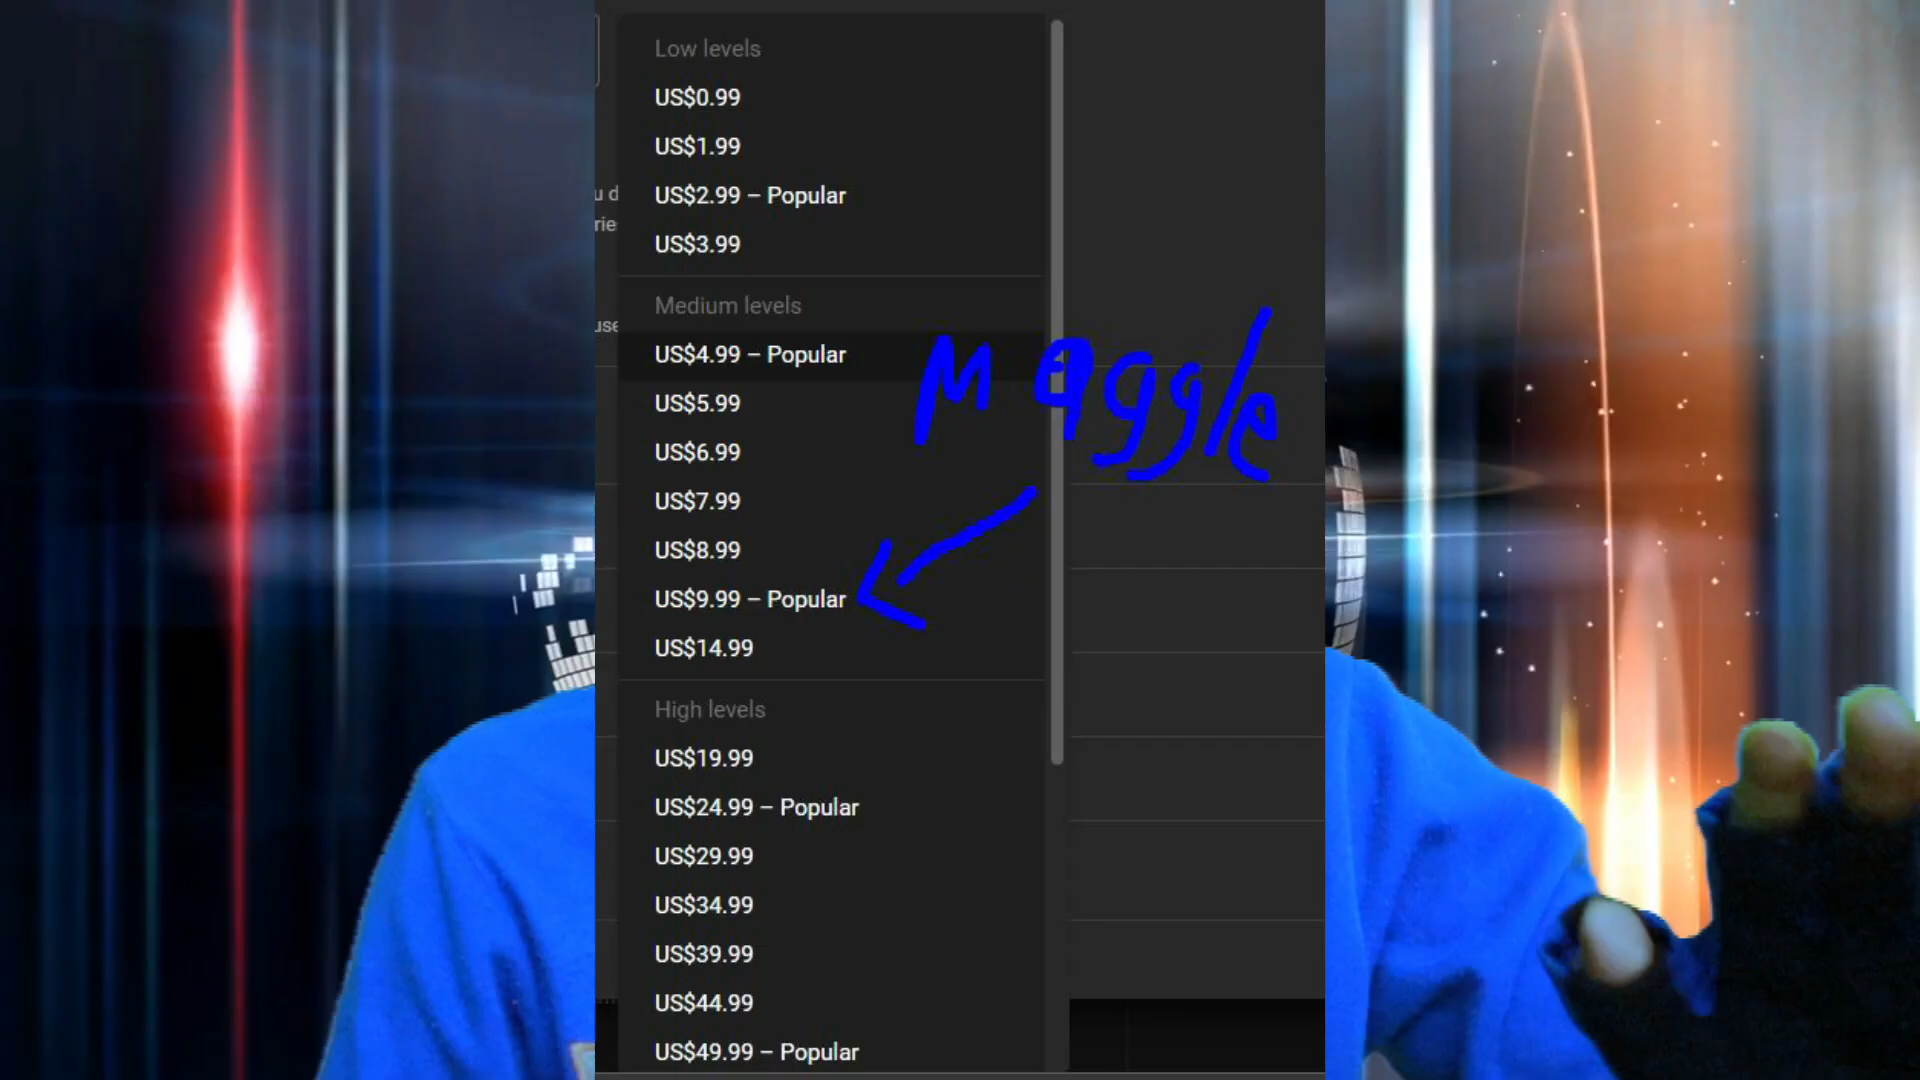 Low levels
US$0.99
US$1.99
u d
US$2.99 – Popular
rie
US$3.99
Medium levels
use
US$4.99 – Popular
Maggle
US$5.99
US$6.99
US$7.99
US$8.99
US$9.99 – Popular
US$14.99
High levels
US$19.99
US$24.99 – Popular
US$29.99
US$34.99
US$39.99
US$44.99
US$49.99 – Popular